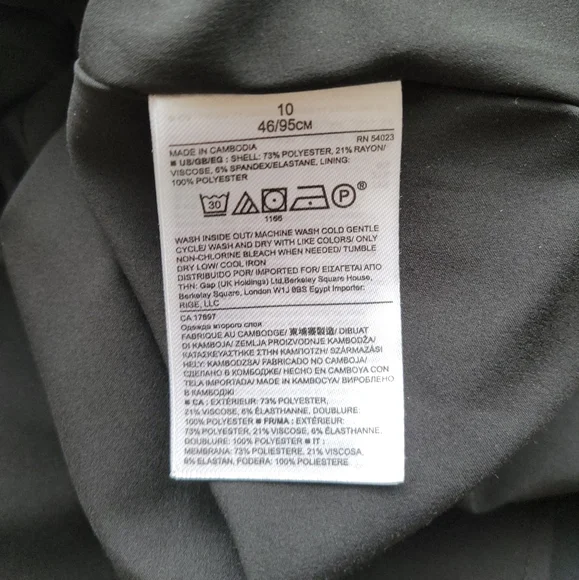 10
46/95CM
MADE IN CAMBODIA RN 54023
■ US/GB/EG : SHELL: 73% POLYESTER, 21% RAYON/
VISCOSE, 6% SPANDEX/ELASTANE, LINING:
100% POLYESTER
30 P ®
1166
WASH INSIDE OUT/ MACHINE WASH COLD GENTLE
CYCLE/ WASH AND DRY WITH LIKE COLORS/ ONLY
NON-CHLORINE BLEACH WHEN NEEDED/ TUMBLE
DRY LOW/ COOL IRON
DISTRIBUIDO POR/ IMPORTED FOR/ ΕΙΣΑΓΕΤΑΙ ΑΠΟ
ΤΗΝ: Gap (UK Holdings) Ltd,Berkeley Square House,
Berkeley Square, London W1J 6BS Egypt Importer:
RIGE, LLC
CA 17897
Одежда второго слоя
FABRIQUÉ AU CAMBODGE/ 東埔寨製造/ DIBUAT
DI KAMBOJA/ ZEMLJA PROIZVODNJE KAMBODŽA/
ΚΑΤΑΣΚΕΥΑΣΤΗΚΕ ΣΤΗΝ ΚΑΜΠΟΤΖΗ/ SZÁRMAZÁSI
HELY: KAMBODZSA/ FABRICADO NO CAMBOJA/
СДЕЛАНО В КОМБОДЖЕ/ HECHO EN CAMBOYA CON
TELA IMPORTADA/ MADE IN KAMBOÇYA/ ВИРОБЛЕНО
В КАМБОДЖІ
■ CA : EXTÉRIEUR: 73% POLYESTER,
21% VISCOSE, 6% ÉLASTHANNE, DOUBLURE:
100% POLYESTER ■ FR/MA : EXTÉRIEUR:
73% POLYESTER, 21% VISCOSE, 6% ÉLASTHANNE,
DOUBLURE: 100% POLYESTER ■ IT :
MEMBRANA: 73% POLIESTERE, 21% VISCOSA,
6% ELASTAN, FODERA: 100% POLIESTERE